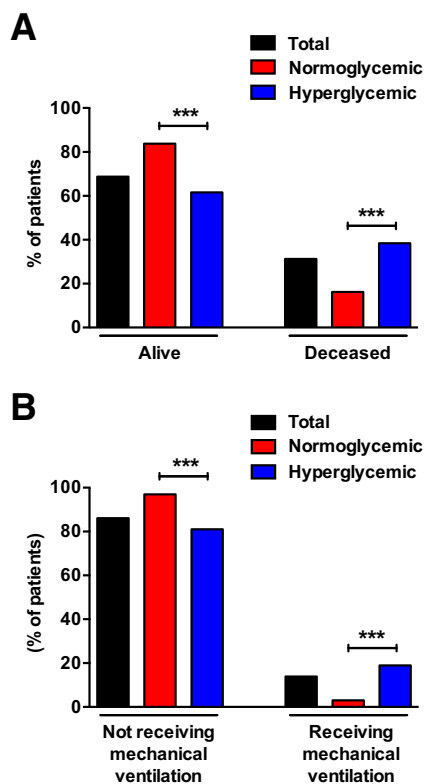 A
Total
Normoglycemic
Hyperglycemic
% of patients
100
80
60
40
20
0
***
***
Alive
Deceased
B
Total
Normoglycemic
Hyperglycemic
(% of patients)
100
80
60
40
20
0
***
***
Not receiving
mechanical
ventilation
Receiving
mechanical
ventilation